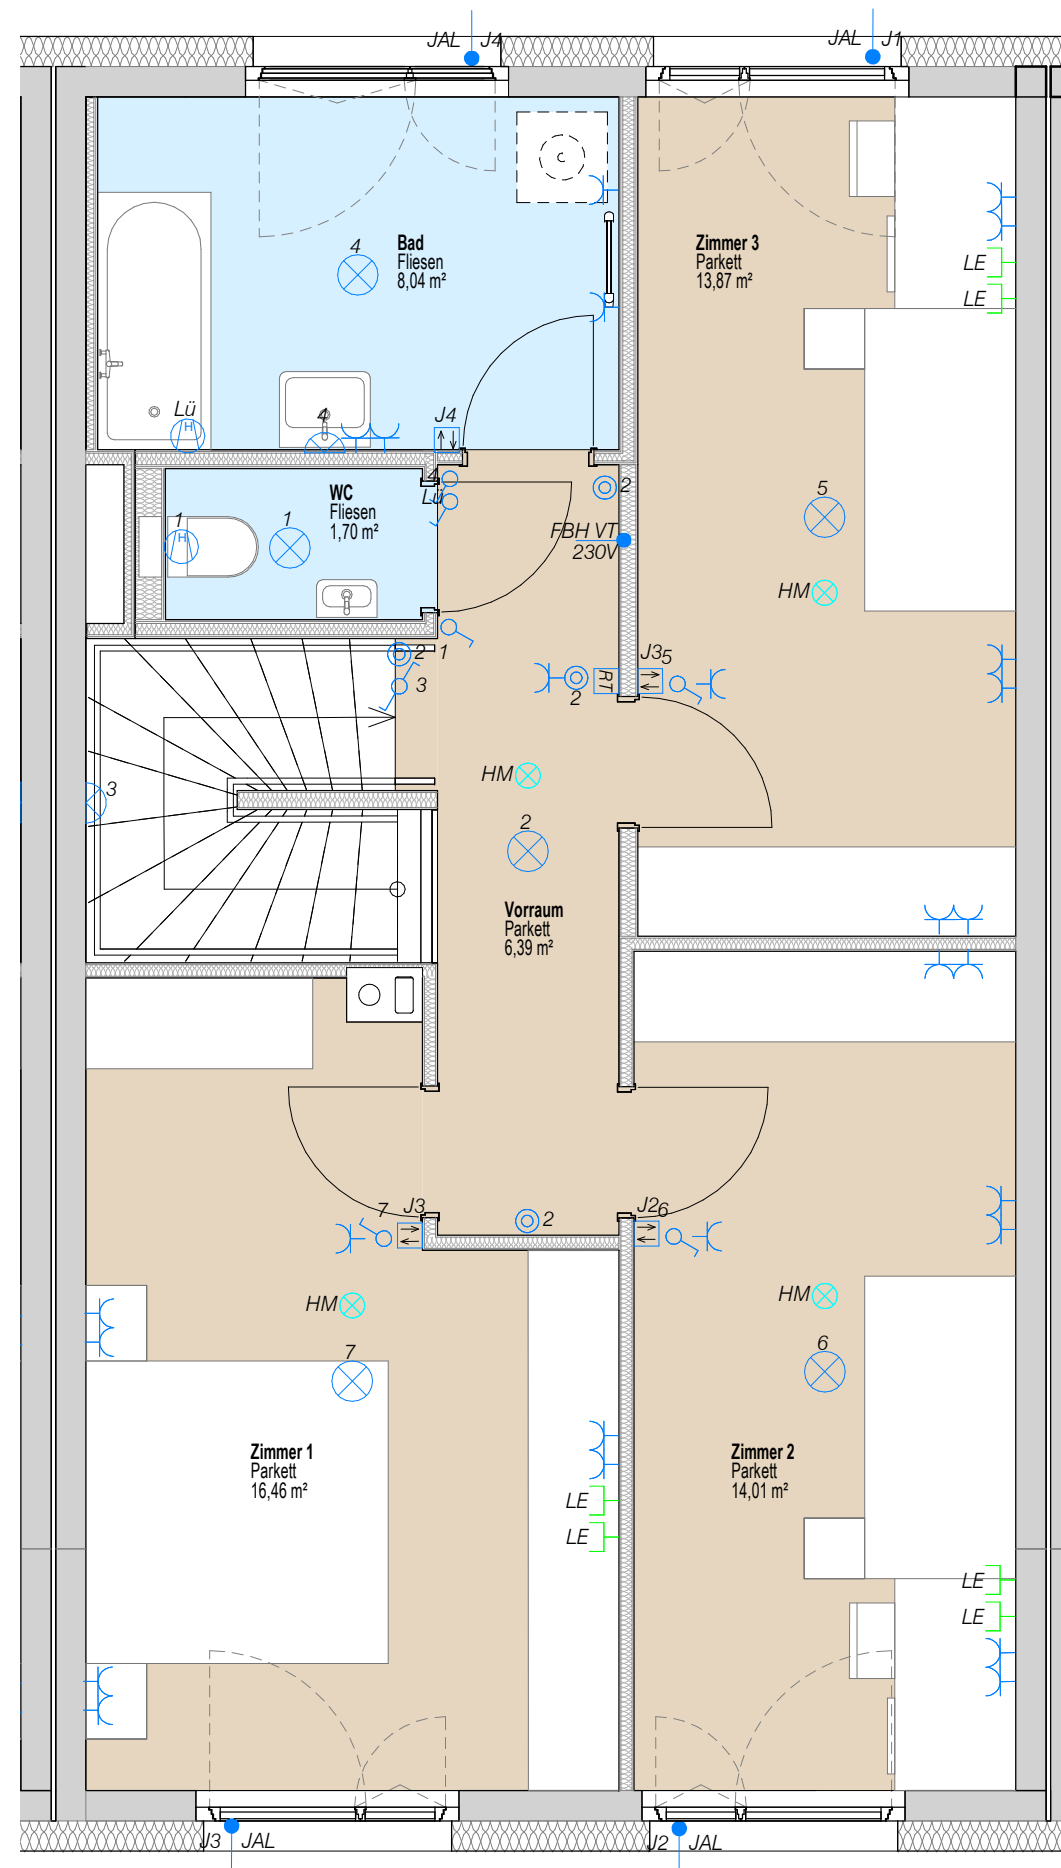 JAL J4
JAL J1
4
Bad
Fliesen
8,04 m²
Zimmer 3
Parkett
13,87 m²
LE
LE
Lü
H
4
J4
4
Lü
2
WC
Fliesen
1,70 m²
1
H
1
5
FBH VT
230V
HM
2 1
3
2
RT
J3
5
HM
3
2
Vorraum
Parkett
6,39 m²
7
J3
2
J2
6
HM
HM
7
6
Zimmer 1
Parkett
16,46 m²
Zimmer 2
Parkett
14,01 m²
LE
LE
LE
LE
J3 JAL
J2 JAL